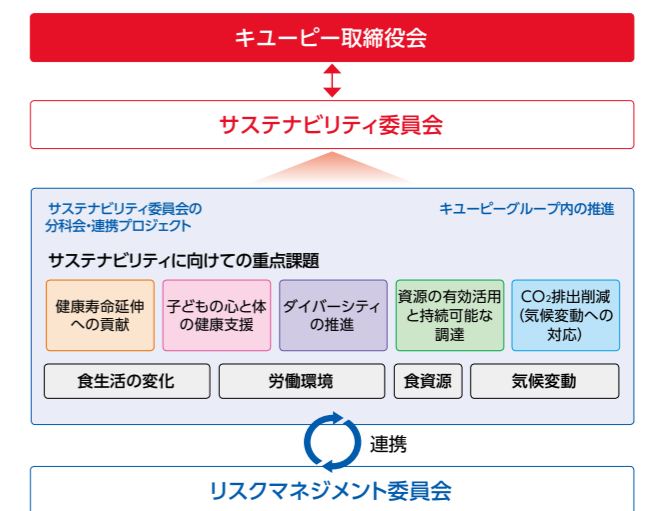 キユーピー取締役会
サステナビリティ委員会
サステナビリティ委員会の
分科会・連携プロジェクト
キユーピーグループ内の推進
サステナビリティに向けての重点課題
健康寿命延伸
への貢献
子どもの心と体
の健康支援
ダイバーシティ
の推進
資源の有効活用
と持続可能な
調達
CO₂排出削減
(気候変動への
対応)
食生活の変化
労働環境
食資源
気候変動
連携
リスクマネジメント委員会